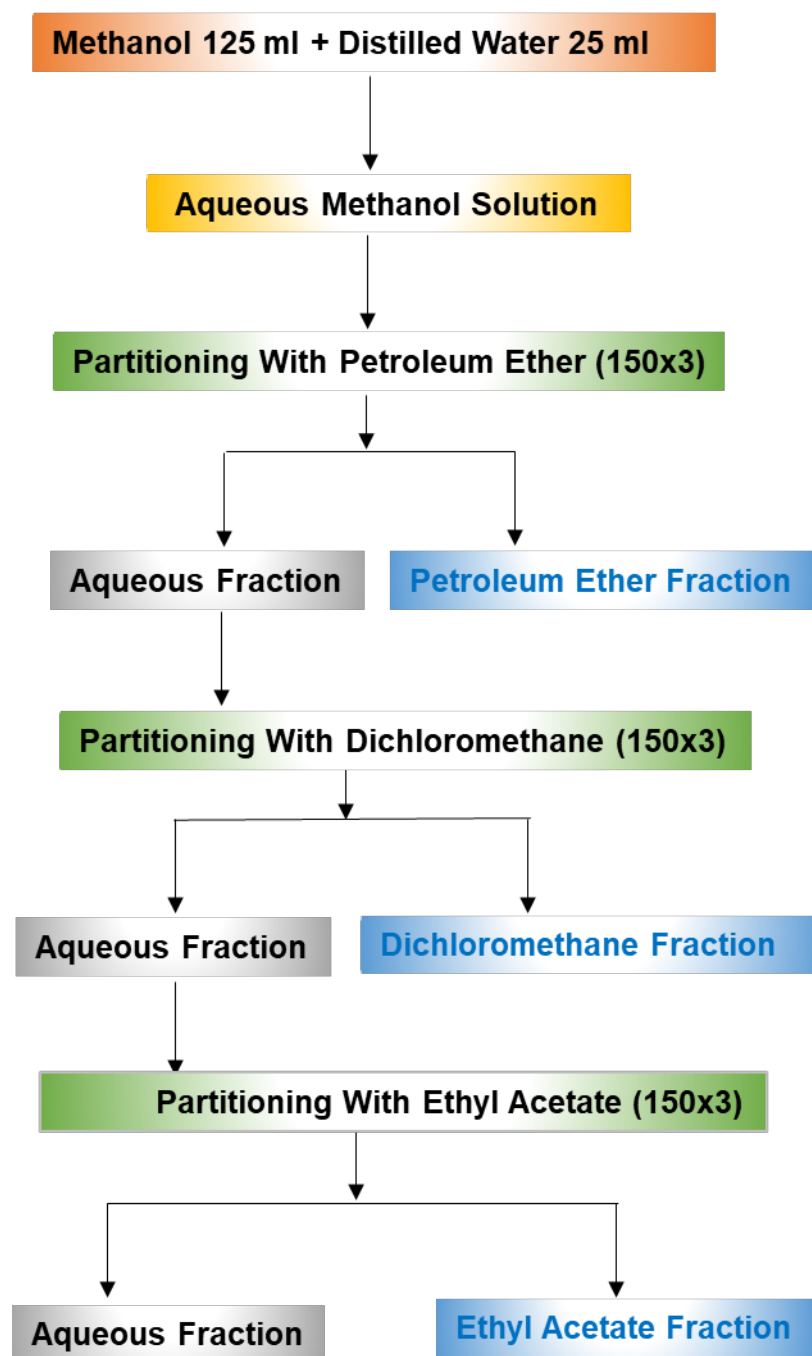 Methanol 125 ml + Distilled Water 25 ml
Aqueous Methanol Solution
Partitioning With Petroleum Ether (150x3)
Aqueous Fraction
Petroleum Ether Fraction
Partitioning With Dichloromethane (150x3)
Aqueous Fraction
Dichloromethane Fraction
Partitioning With Ethyl Acetate (150x3)
Aqueous Fraction
Ethyl Acetate Fraction